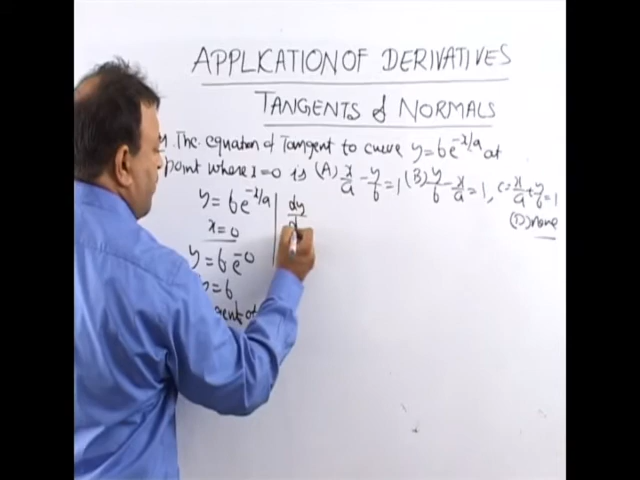 APPLICATION OF DERIVATIVES
TANGENTS & NORMALS
The equation of Tangent to curve y=be^{-x/a} at
point where x=0 is (A) x/a - y/b = 1 (B) y/b - x/a = 1, C: x/a + y/b = 1
(D) none
y = be^{-x/a}
x=0
y = be^{-0}
y = b
dy